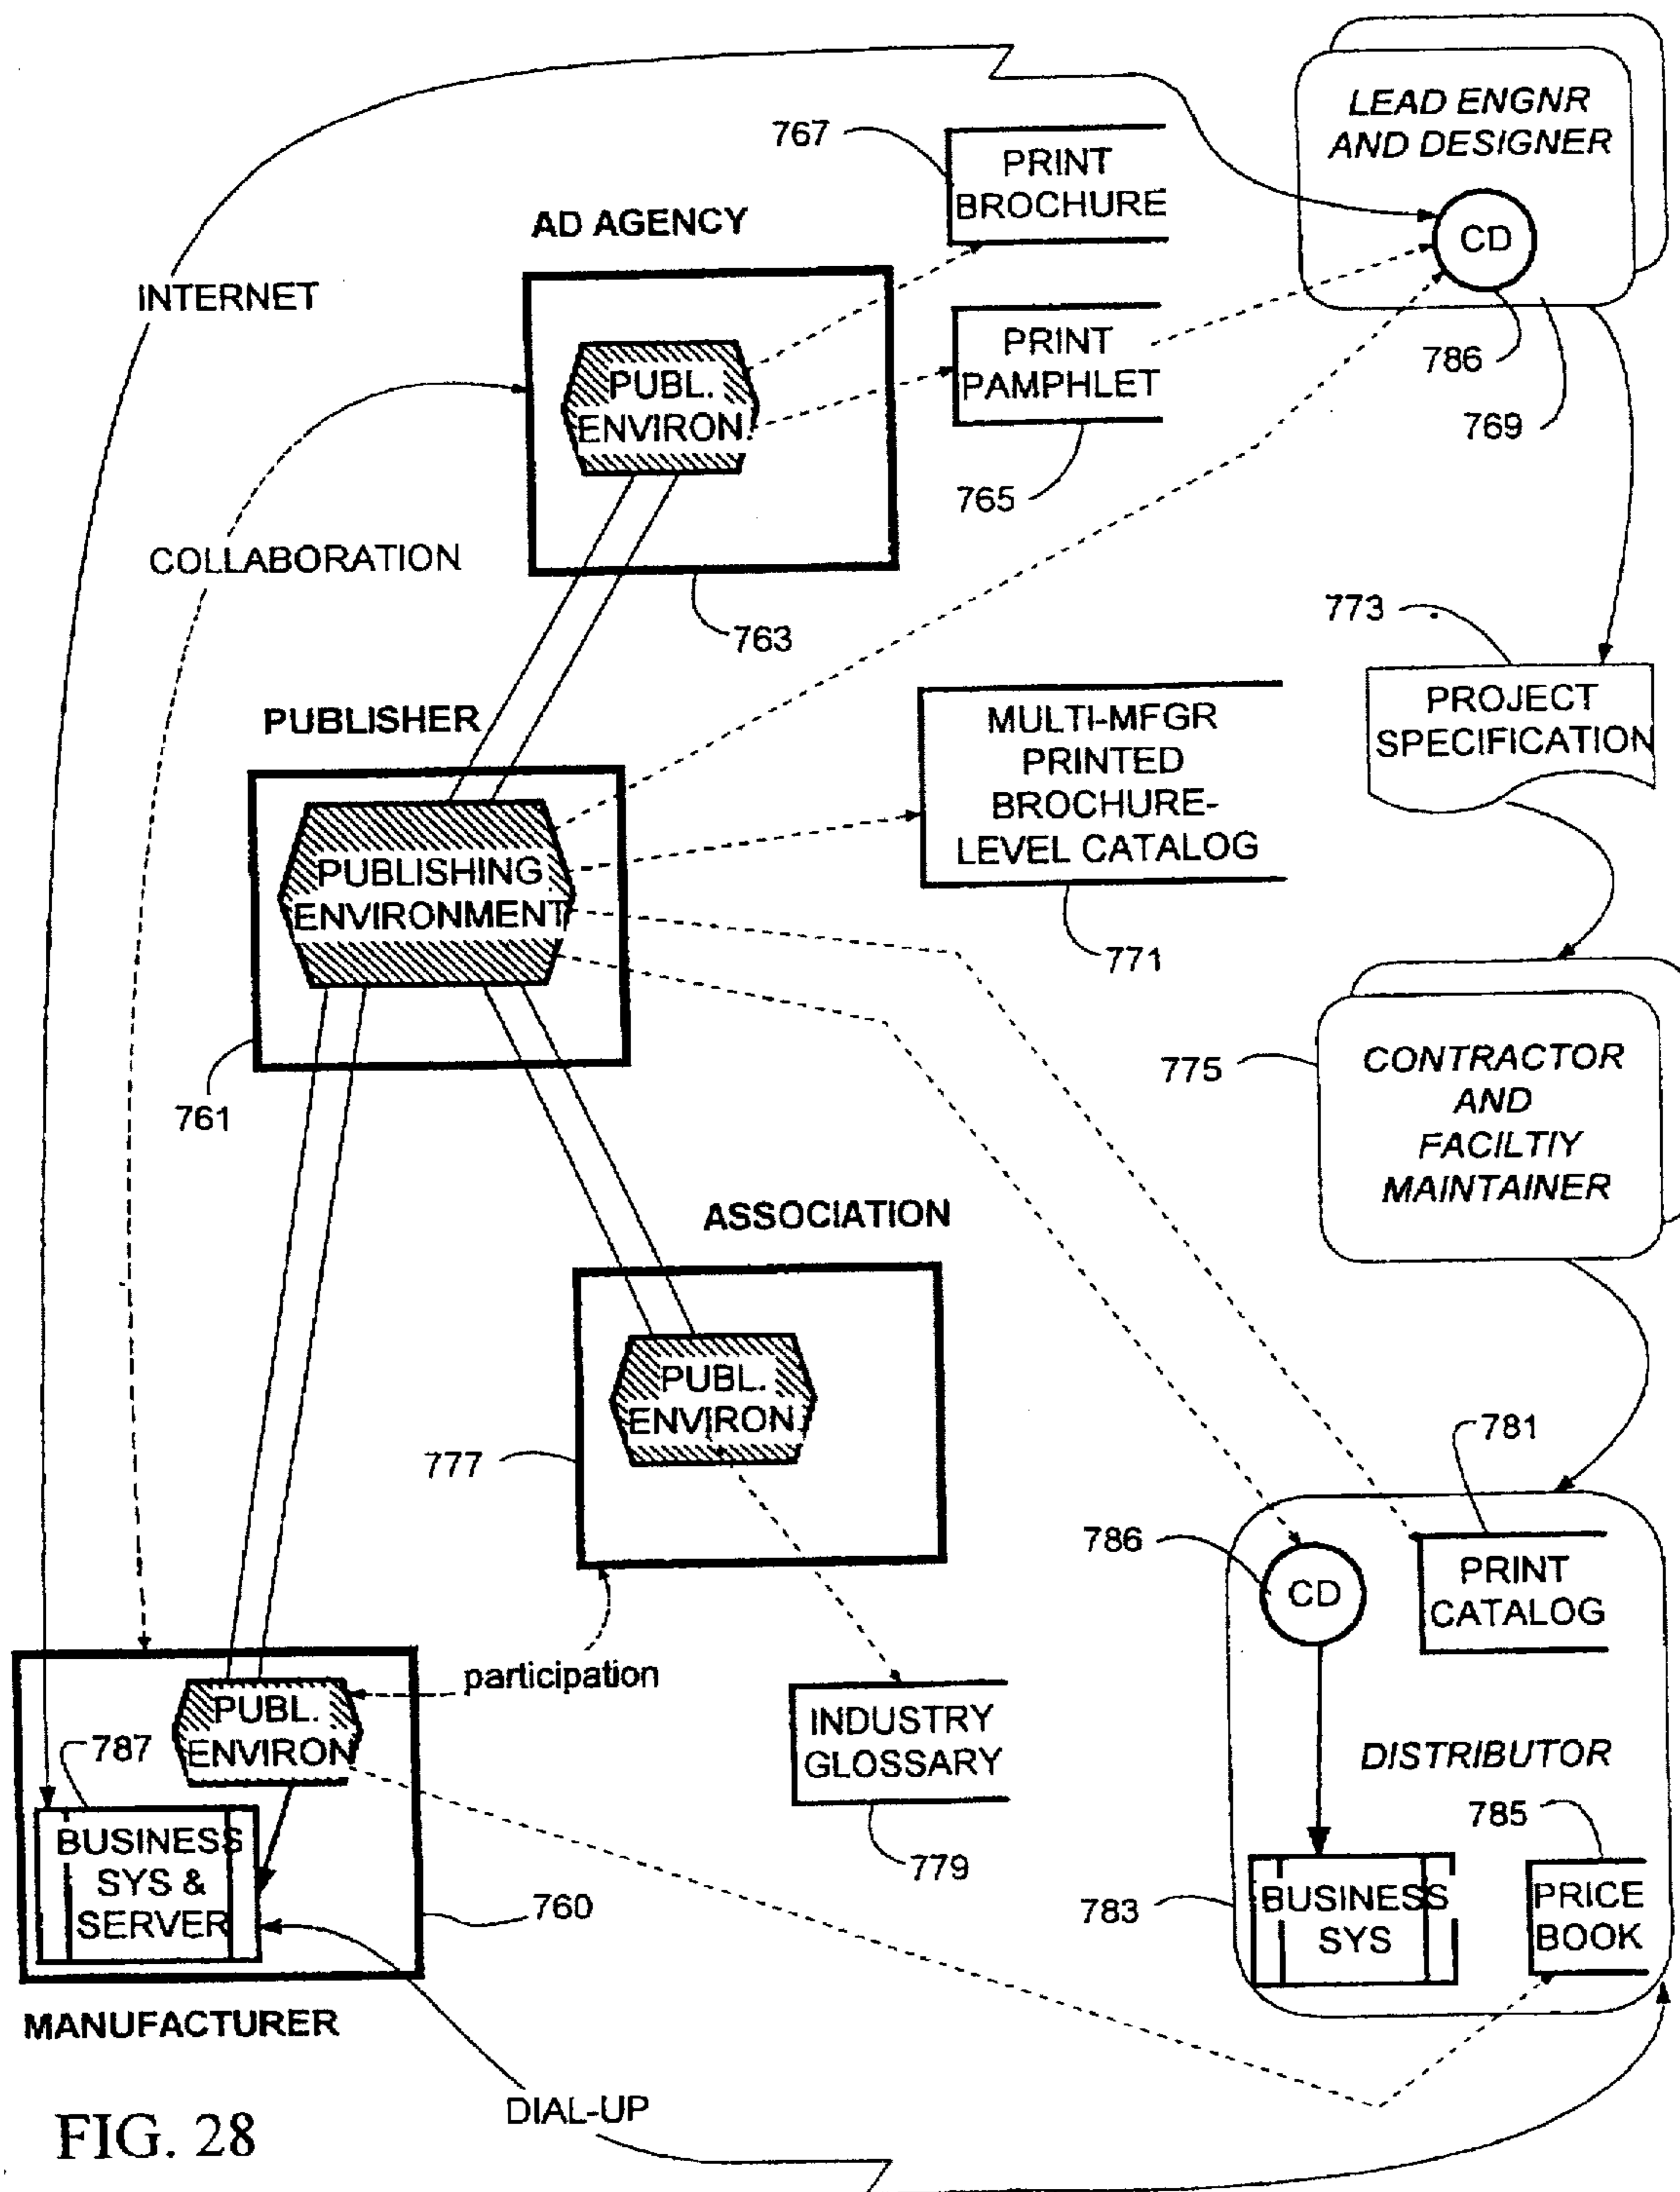 LEAD ENGNR
AND DESIGNER
CD
786
769
767
PRINT
BROCHURE
AD AGENCY
INTERNET
PUBL.
ENVIRON.
PRINT
PAMPHLET
765
COLLABORATION
763
773
PROJECT
SPECIFICATION
PUBLISHER
MULTI-MFGR
PRINTED
BROCHURE-
LEVEL CATALOG
771
PUBLISHING
ENVIRONMENT
761
775
CONTRACTOR
AND
FACILTIY
MAINTAINER
ASSOCIATION
PUBL.
ENVIRON.
777
781
786
CD
PRINT
CATALOG
participation
PUBL.
ENVIRON
787
INDUSTRY
GLOSSARY
779
DISTRIBUTOR
785
BUSINESS
SYS &
SERVER
760
783
BUSINESS
SYS
PRICE
BOOK
MANUFACTURER
DIAL-UP
FIG. 28